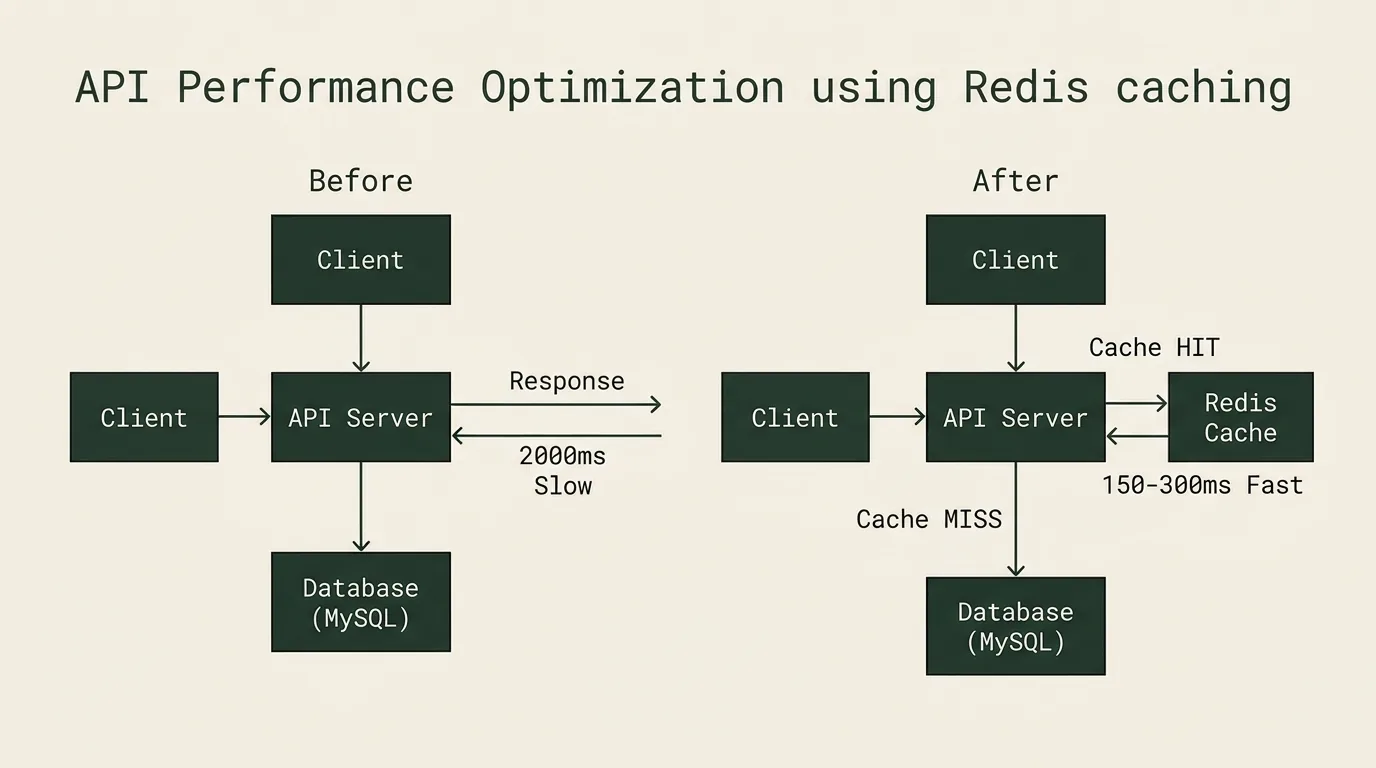 API Performance Optimization using Redis caching
Before
Client
Client
API Server
Response
2000ms
Slow
Database
(MySQL)
After
Client
Client
API Server
Cache HIT
Redis
Cache
150-300ms Fast
Cache MISS
Database
(MySQL)